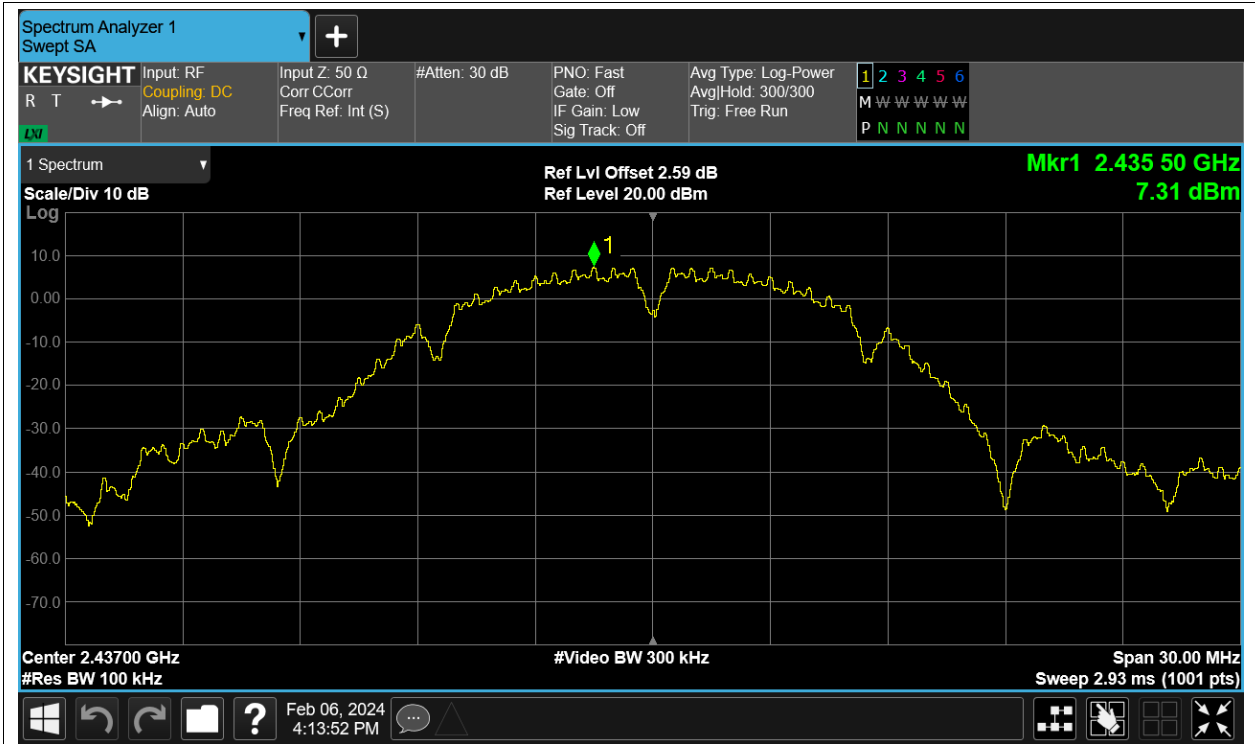 Spectrum Analyzer 1
Swept SA
KEYSIGHT
R T
LXI
Input: RF
Coupling: DC
Align: Auto
Input Z: 50 Ω
Corr CCorr
Freq Ref: Int (S)
#Atten: 30 dB
PNO: Fast
Gate: Off
IF Gain: Low
Sig Track: Off
Avg Type: Log-Power
Avg|Hold: 300/300
Trig: Free Run
1 2 3 4 5 6
M W W W W W
P N N N N N
1 Spectrum
Scale/Div 10 dB
Log
Ref Lvl Offset 2.59 dB
Ref Level 20.00 dBm
Mkr1 2.435 50 GHz
7.31 dBm
1
10.0
0.00
-10.0
-20.0
-30.0
-40.0
-50.0
-60.0
-70.0
Center 2.43700 GHz
#Res BW 100 kHz
#Video BW 300 kHz
Span 30.00 MHz
Sweep 2.93 ms (1001 pts)
?
Feb 06, 2024
4:13:52 PM